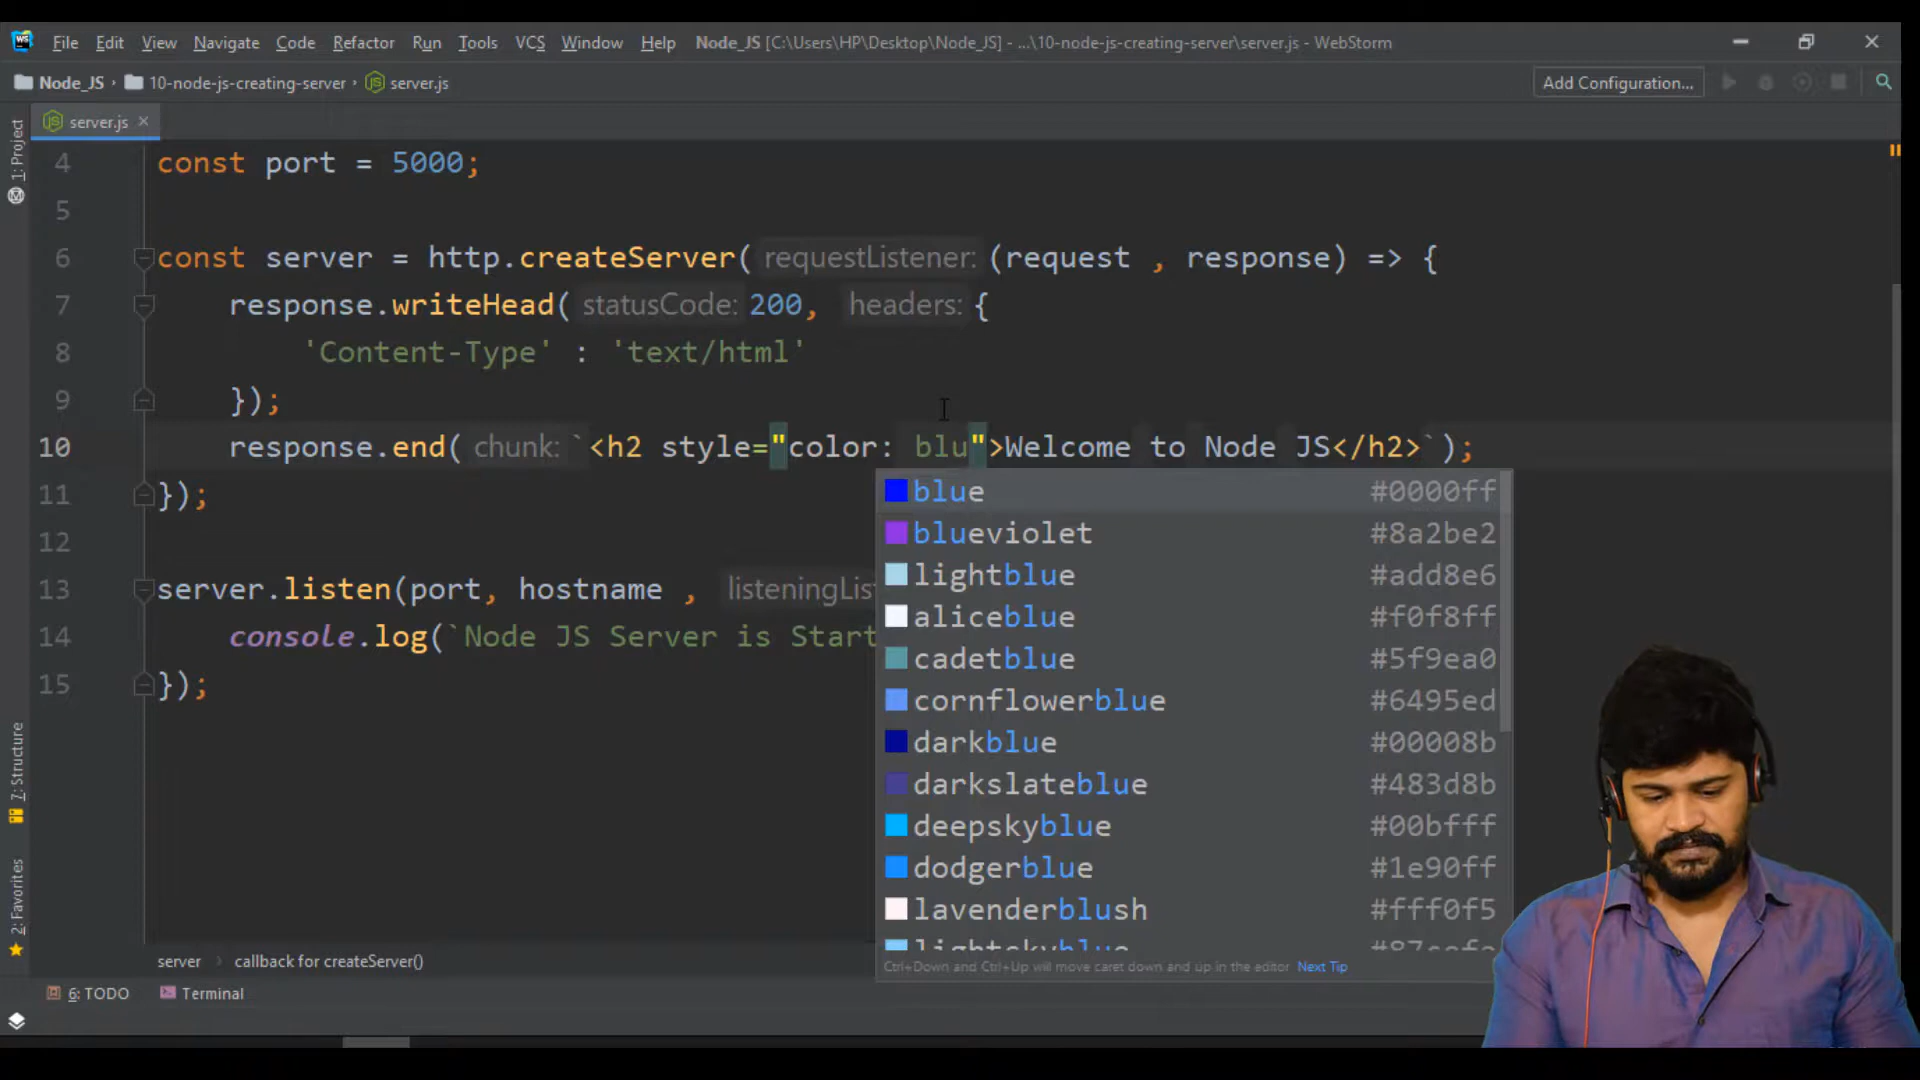 WS File Edit View Navigate Code Refactor Run Tools VCS Window Help Node_JS [C:\Users\HP\Desktop\Node_JS] - ...\10-node-js-creating-server\server.js - WebStorm
Node_JS › 10-node-js-creating-server › JS server.js Add Configuration...
JS server.js ×
1: Project
4 const port = 5000;
5
6 const server = http.createServer( requestListener: (request , response) => {
7 response.writeHead( statusCode: 200, headers: {
8 'Content-Type' : 'text/html'
9 });
10 response.end( chunk: `<h2 style="color: blu">Welcome to Node JS</h2>`);
11 });
12
13 server.listen(port, hostname , listeningList
14 console.log(`Node JS Server is Start
15 });
blue #0000ff
blueviolet #8a2be2
lightblue #add8e6
aliceblue #f0f8ff
cadetblue #5f9ea0
cornflowerblue #6495ed
darkblue #00008b
darkslateblue #483d8b
deepskyblue #00bfff
dodgerblue #1e90ff
lavenderblush #fff0f5
Ctrl+Down and Ctrl+Up will move caret down and up in the editor Next Tip
7: Structure
2: Favorites
server › callback for createServer()
6: TODO Terminal